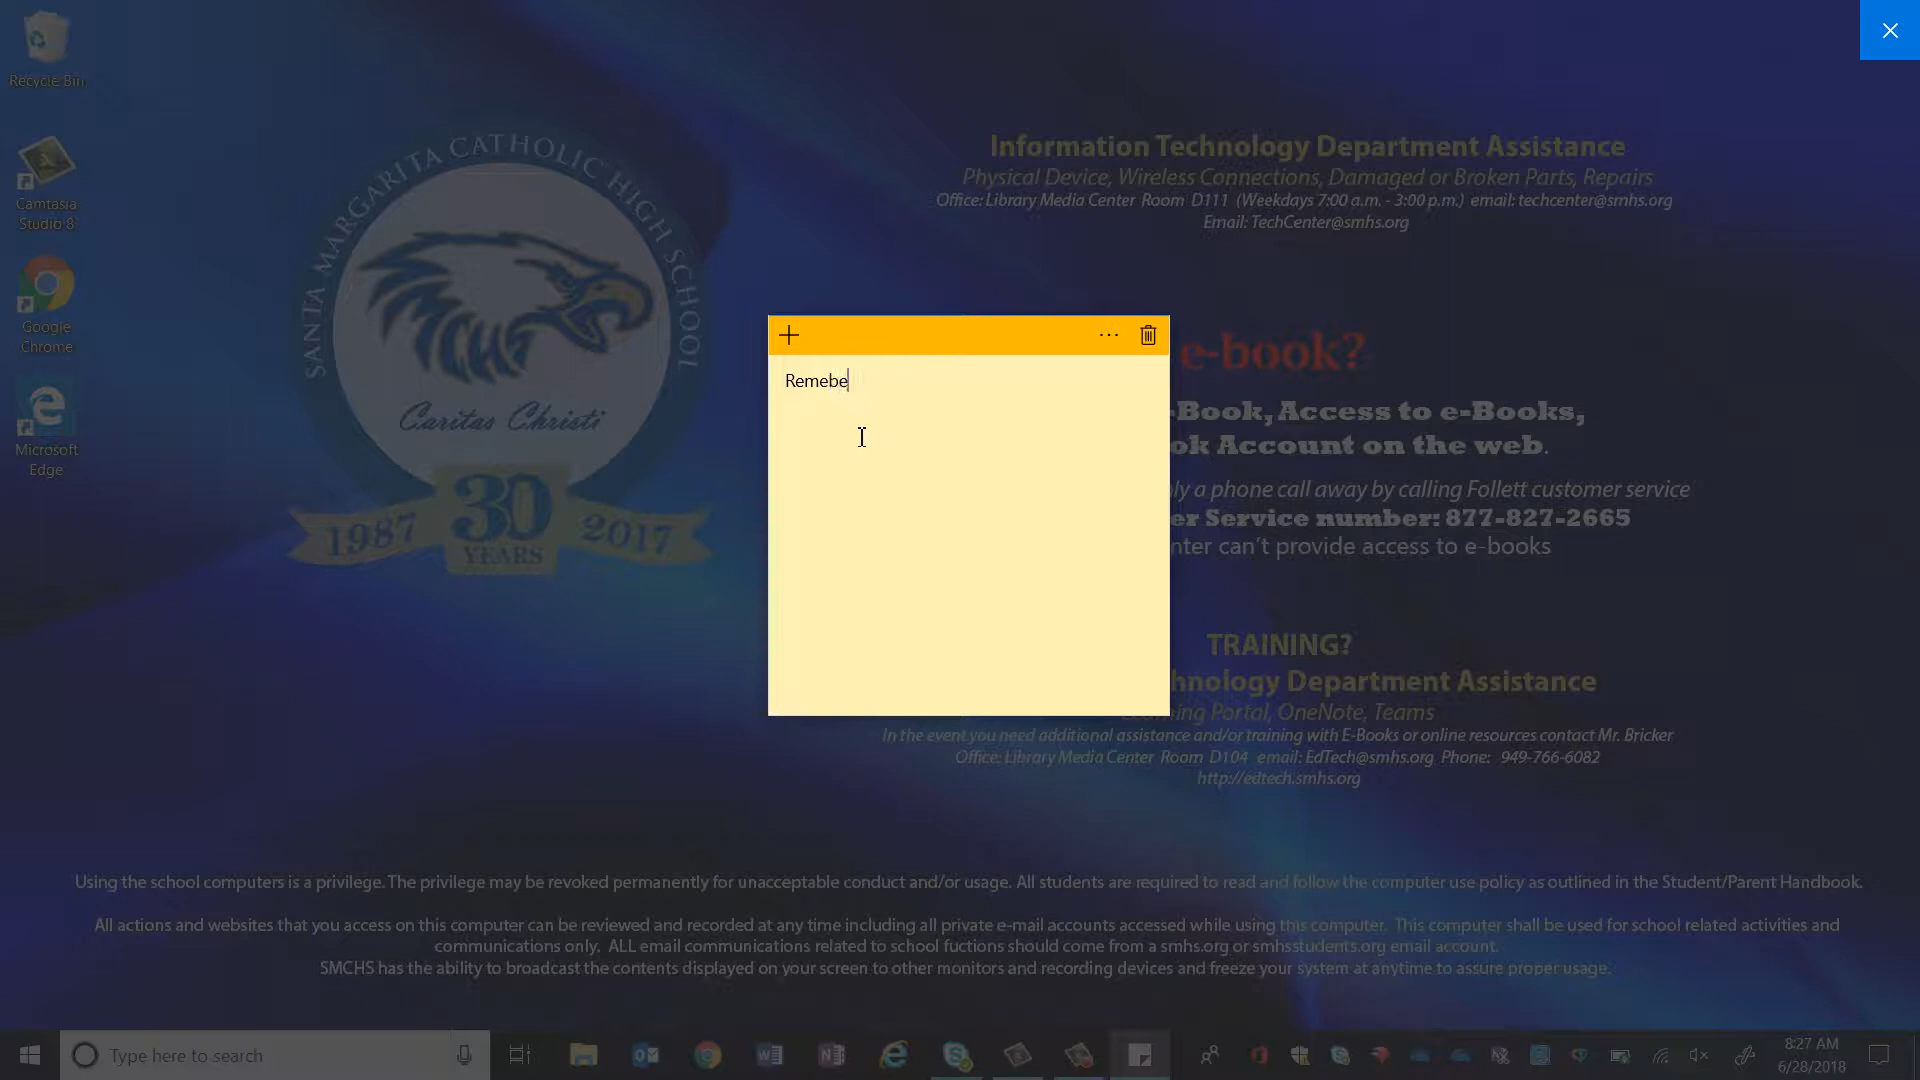 Recycle Bin
Camtasia
Studio 8
Google
Chrome
Microsoft
Edge
SANTA MARGARITA CATHOLIC HIGH SCHOOL
Caritas Christi
1987 30 2017
YEARS
Information Technology Department Assistance
Physical Device, Wireless Connections, Damaged or Broken Parts, Repairs
Office: Library Media Center Room D111 (Weekdays 7:00 a.m. - 3:00 p.m.) email: techcenter@smhs.org
Email: TechCenter@smhs.org
Remebe
e-book?
-Book, Access to e-Books,
ok Account on the web.
ly a phone call away by calling Follett customer service
er Service number: 877-827-2665
nter can't provide access to e-books
TRAINING?
hnology Department Assistance
Learning Portal, OneNote, Teams
In the event you need additional assistance and/or training with E-Books or online resources contact Mr. Bricker
Office: Library Media Center Room D104 email: EdTech@smhs.org Phone: 949-766-6082
http://edtech.smhs.org
Using the school computers is a privilege. The privilege may be revoked permanently for unacceptable conduct and/or usage. All students are required to read and follow the computer use policy as outlined in the Student/Parent Handbook.
All actions and websites that you access on this computer can be reviewed and recorded at any time including all private e-mail accounts accessed while using this computer. This computer shall be used for school related activities and
communications only. ALL email communications related to school fuctions should come from a smhs.org or smhsstudents.org email account.
SMCHS has the ability to broadcast the contents displayed on your screen to other monitors and recording devices and freeze your system at anytime to assure proper usage.
Type here to search
8:27 AM
6/28/2018